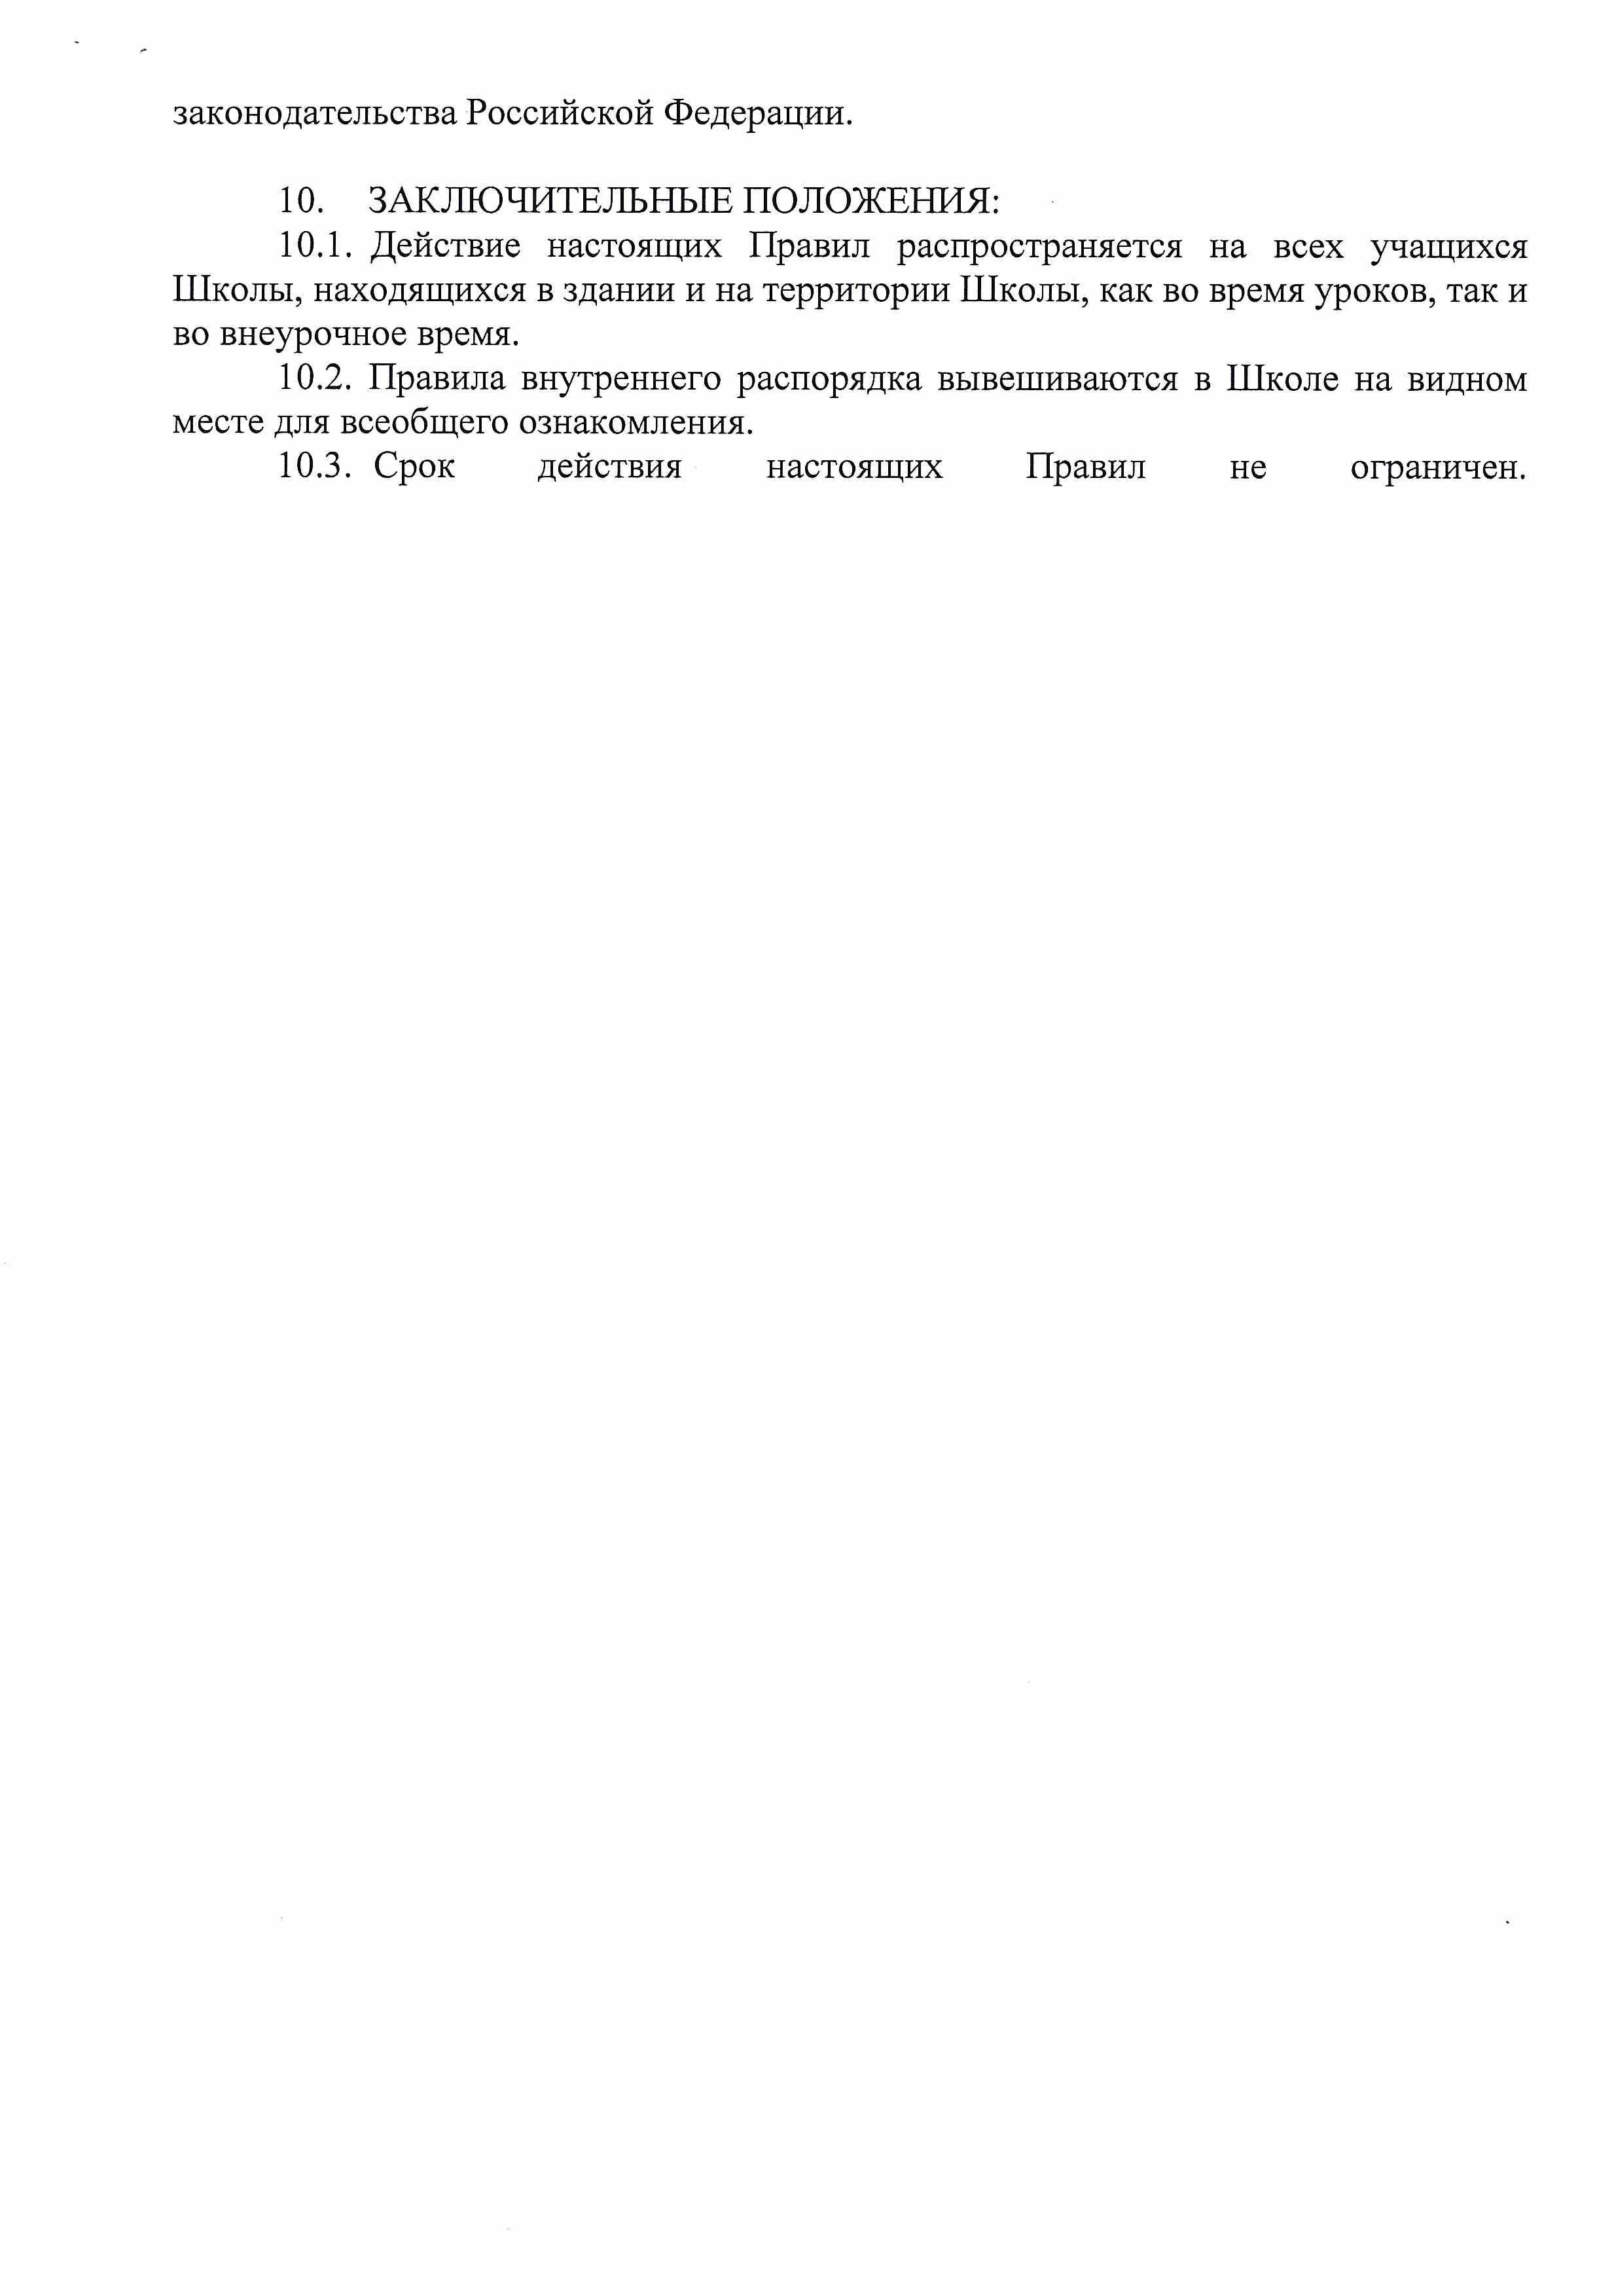 законодательства Российской Федерации.
10. ЗАКЛЮЧИТЕЛЬНЫЕ ПОЛОЖЕНИЯ:
10.1. Действие настоящих Правил распространяется на всех учащихся
Школы, находящихся в здании и на территории Школы, как во время уроков, так и
во внеурочное время.
10.2. Правила внутреннего распорядка вывешиваются в Школе на видном
месте для всеобщего ознакомления.
10.3. Срок действия настоящих Правил не ограничен.